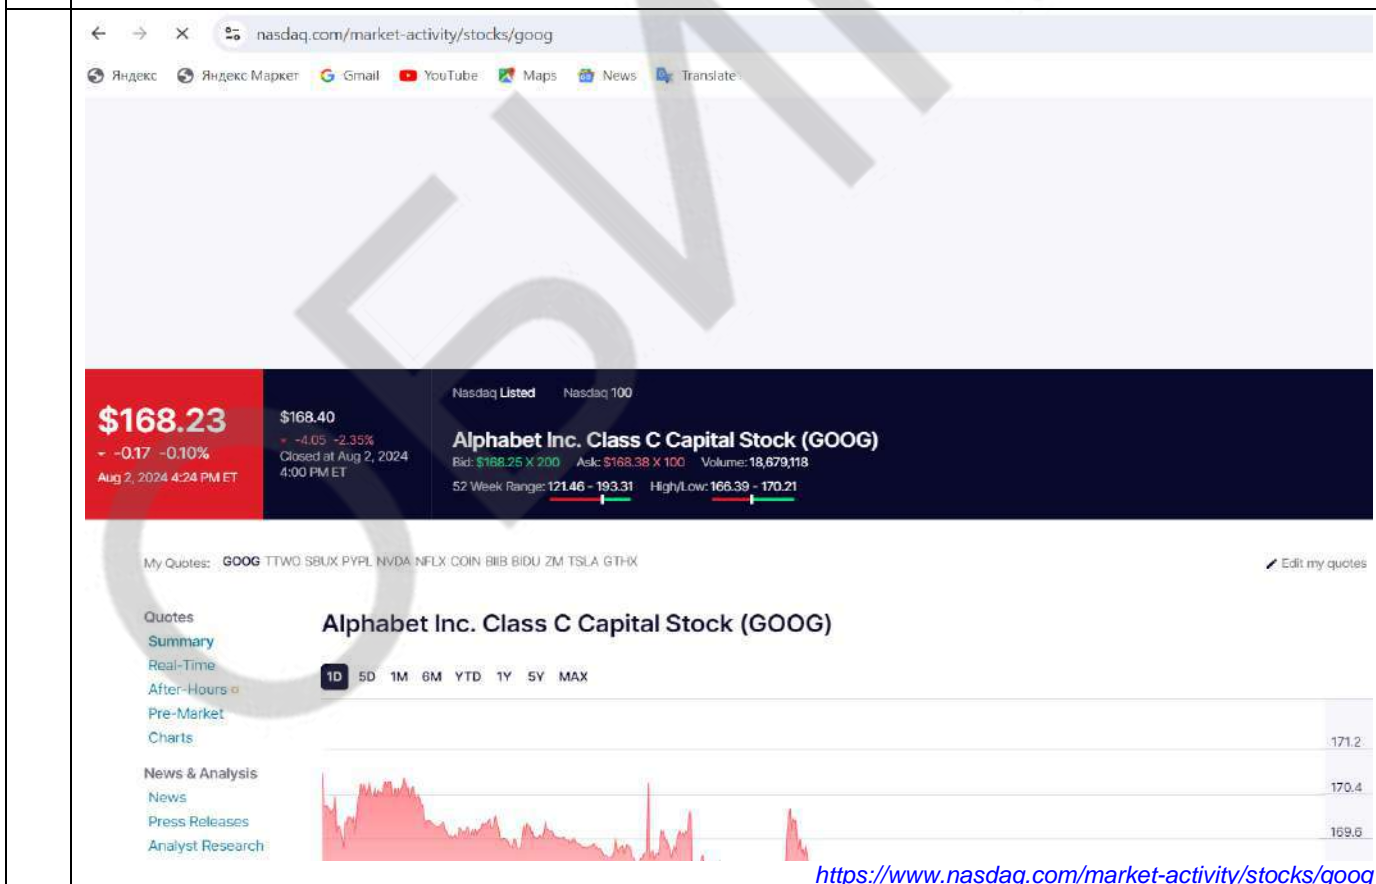 nasdaq.com/market-activity/stocks/goog
Яндекс Яндекс Маркет Gmail YouTube Maps News Translate
Nasdaq Listed Nasdaq 100
$168.23
-0.17 -0.10%
Aug 2, 2024 4:24 PM ET
$168.40
-4.05 -2.35%
Closed at Aug 2, 2024
4:00 PM ET
Alphabet Inc. Class C Capital Stock (GOOG)
Bid: $168.25 X 200 Ask: $168.38 X 100 Volume: 18,679,118
52 Week Range: 121.46 - 193.31 High/Low: 166.39 - 170.21
My Quotes: GOOG TTWO SBUX PYPL NVDA NFLX COIN BIIB BIDU ZM TSLA GTHX
Edit my quotes
Quotes
Summary
Real-Time
After-Hours
Pre-Market
Charts
News & Analysis
News
Press Releases
Analyst Research
Alphabet Inc. Class C Capital Stock (GOOG)
1D 5D 1M 6M YTD 1Y 5Y MAX
171.2
170.4
169.6
https://www.nasdaq.com/market-activity/stocks/goog